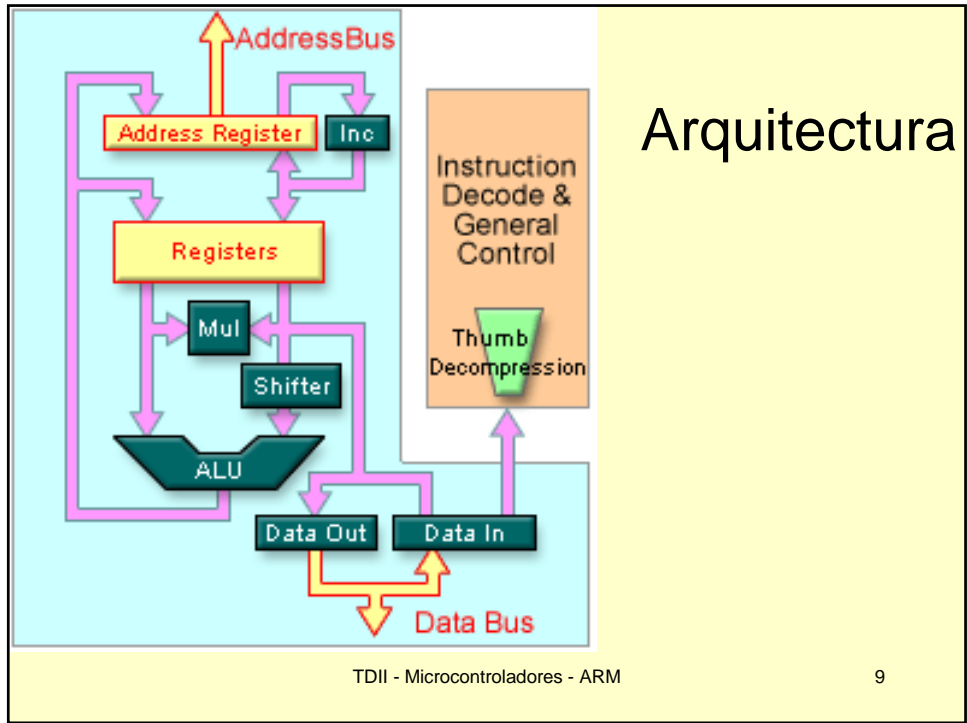 AddressBus
Address Register
Inc
Registers
Mul
Shifter
ALU
Data Out
Data In
Data Bus
Instruction
Decode &
General
Control
Thumb
Decompression
Arquitectura
TDII - Microcontroladores - ARM
9